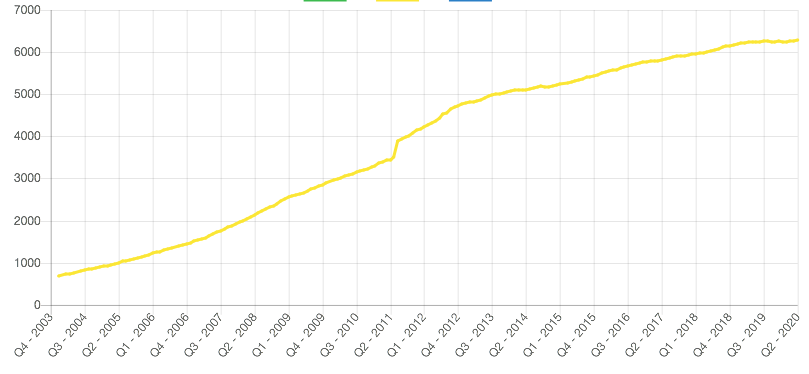 7000
6000
5000
4000
3000
2000
1000
0
Q4 - 2003
Q3 - 2004
Q2 - 2005
Q1 - 2006
Q4 - 2006
Q3 - 2007
Q2 - 2008
Q1 - 2009
Q4 - 2009
Q3 - 2010
Q2 - 2011
Q1 - 2012
Q4 - 2012
Q3 - 2013
Q2 - 2014
Q1 - 2015
Q4 - 2015
Q3 - 2016
Q2 - 2017
Q1 - 2018
Q4 - 2018
Q3 - 2019
Q2 - 2020